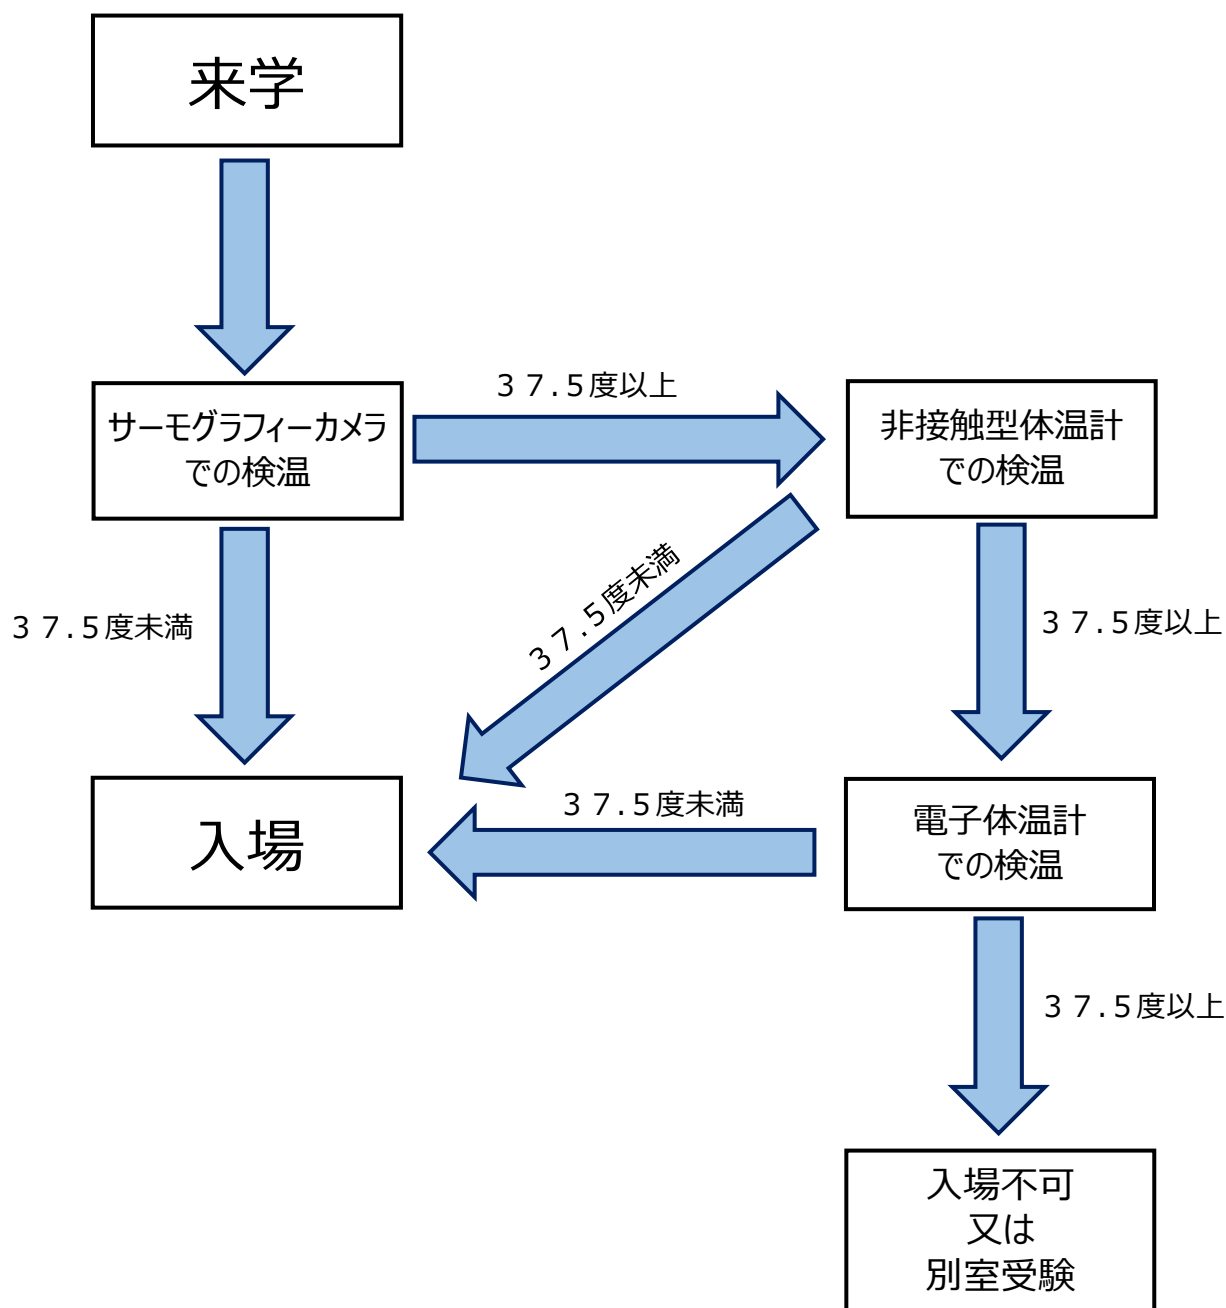 来学
３７.５度以上
サーモグラフィーカメラ
での検温
非接触型体温計
での検温
３７.５度未満
３７.５度未満
３７.５度以上
３７.５度未満
入場
電子体温計
での検温
３７.５度以上
入場不可
又は
別室受験